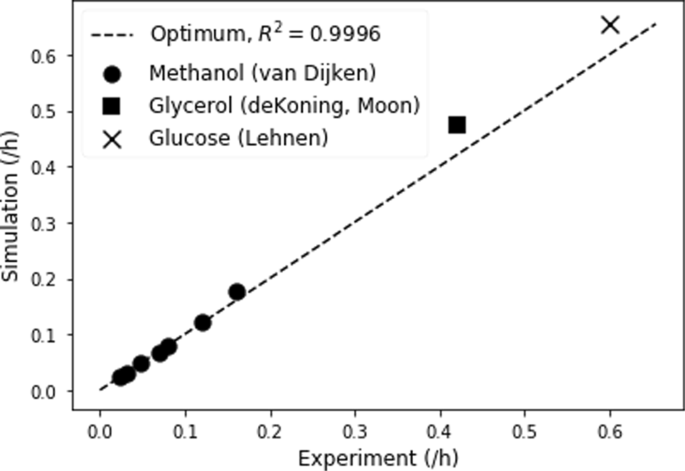 Optimum, R² = 0.9996
Methanol (van Dijken)
Glycerol (deKoning, Moon)
Glucose (Lehnen)
Simulation (/h)
0.6
0.5
0.4
0.3
0.2
0.1
0.0
0.0 0.1 0.2 0.3 0.4 0.5 0.6
Experiment (/h)